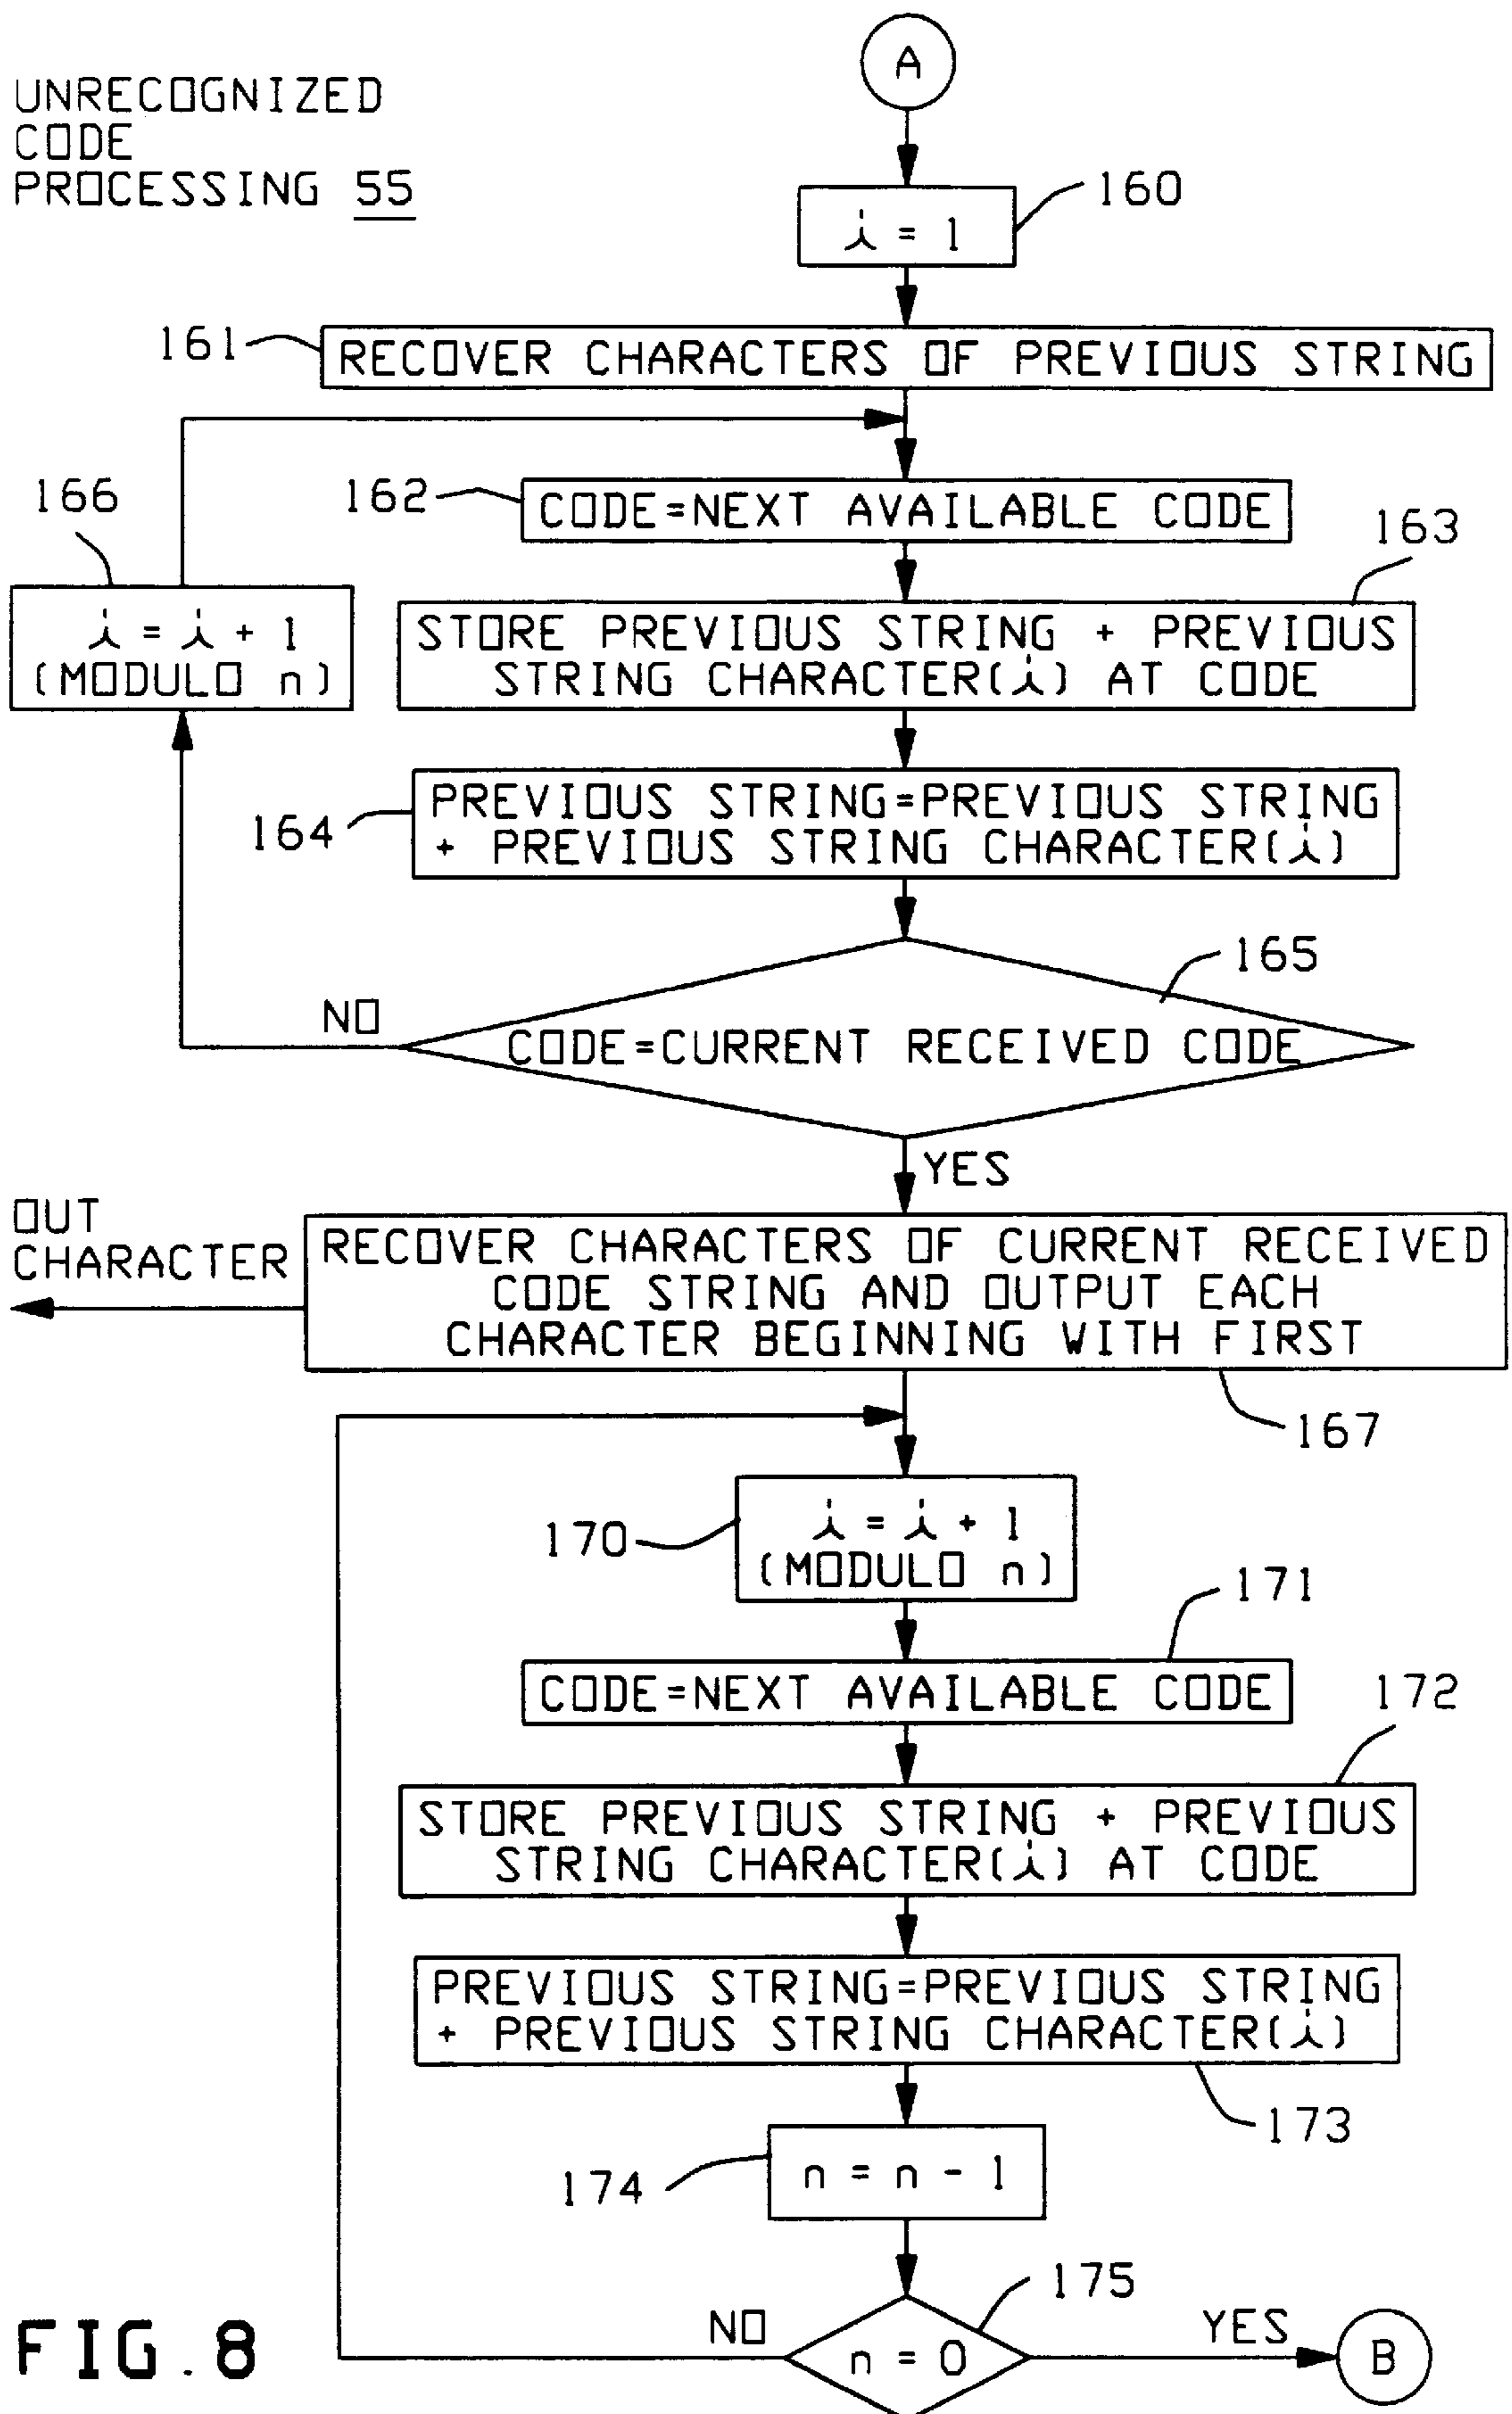 A
UNRECOGNIZED
CODE
PROCESSING 55
160
i = 1
161
RECOVER CHARACTERS OF PREVIOUS STRING
166
162
CODE=NEXT AVAILABLE CODE
163
i = i + 1
(MODULO n)
STORE PREVIOUS STRING + PREVIOUS
STRING CHARACTER(i) AT CODE
164
PREVIOUS STRING=PREVIOUS STRING
+ PREVIOUS STRING CHARACTER(i)
165
NO
CODE=CURRENT RECEIVED CODE
YES
OUT
CHARACTER
RECOVER CHARACTERS OF CURRENT RECEIVED
CODE STRING AND OUTPUT EACH
CHARACTER BEGINNING WITH FIRST
167
170
i = i + 1
(MODULO n)
171
CODE=NEXT AVAILABLE CODE
172
STORE PREVIOUS STRING + PREVIOUS
STRING CHARACTER(i) AT CODE
PREVIOUS STRING=PREVIOUS STRING
+ PREVIOUS STRING CHARACTER(i)
173
174
n = n - 1
175
NO
n = 0
YES
B
FIG.8